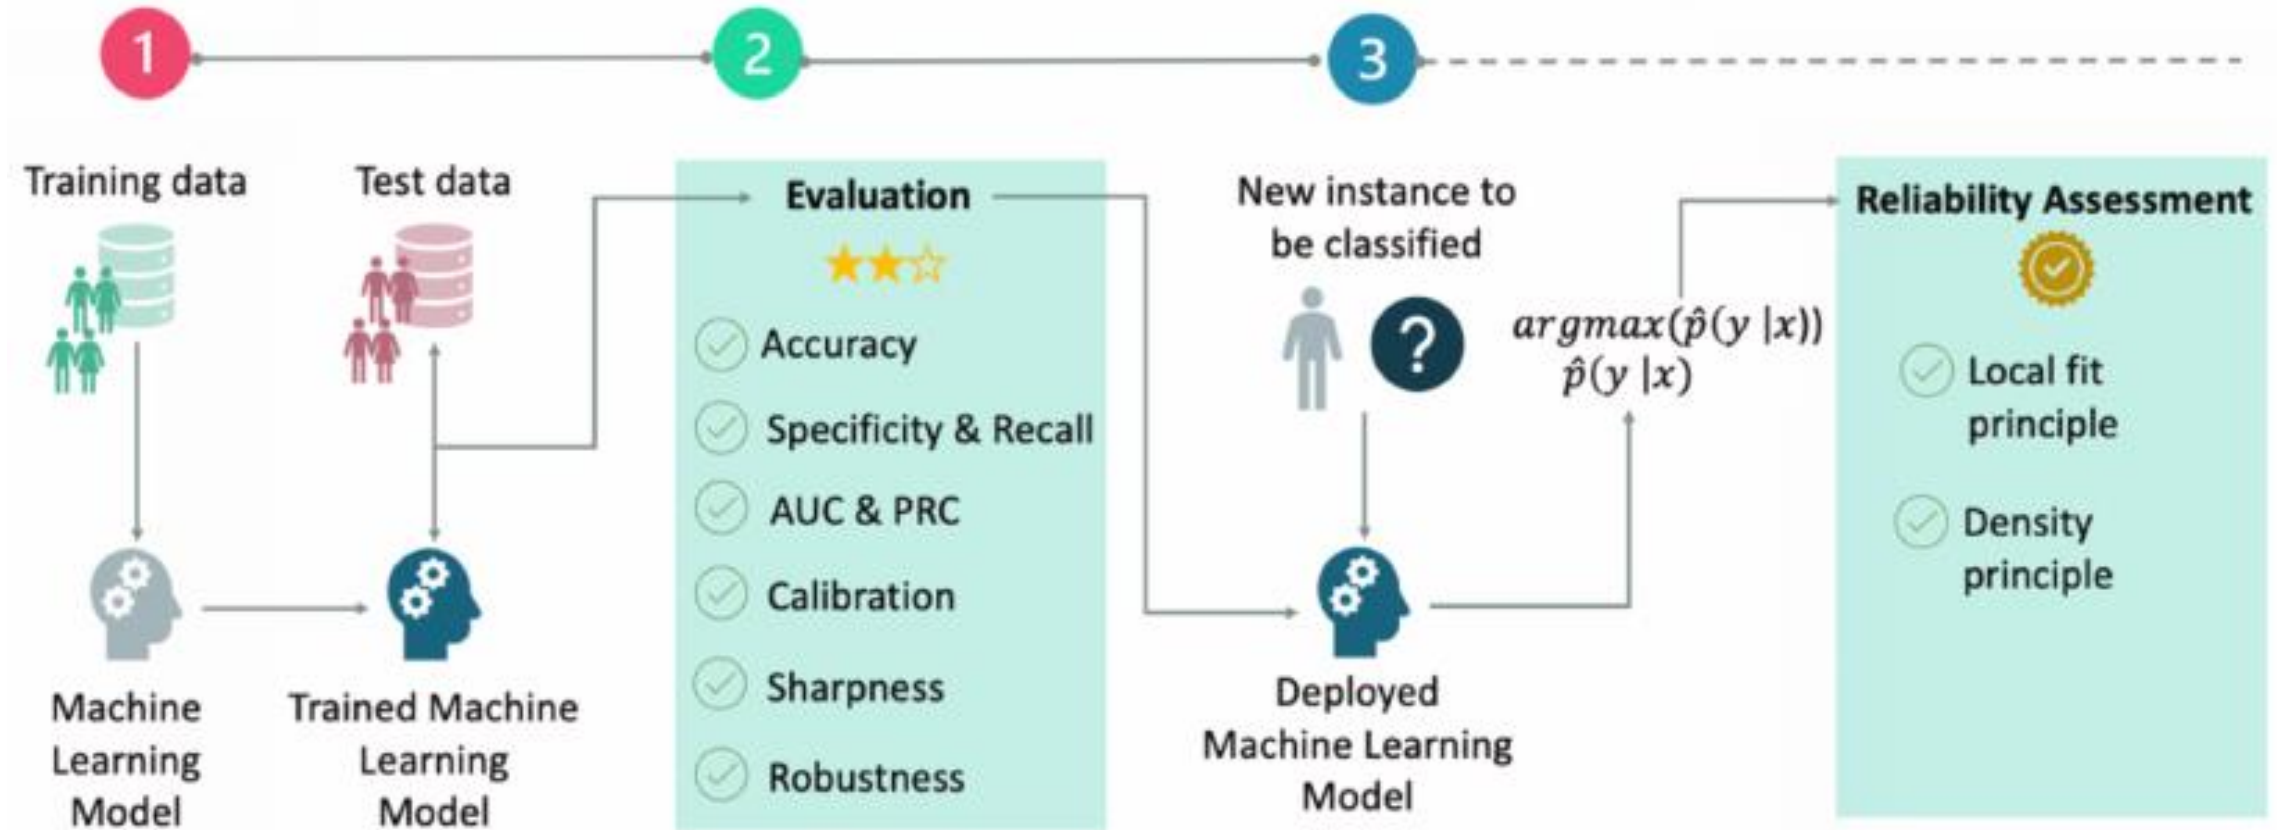 1
2
3
Training data
Test data
Machine
Learning
Model
Trained Machine
Learning
Model
Evaluation
Accuracy
Specificity & Recall
AUC & PRC
Calibration
Sharpness
Robustness
New instance to
be classified
?
Deployed
Machine Learning
Model
argmax(p̂(y |x))
p̂(y |x)
Reliability Assessment
Local fit
principle
Density
principle